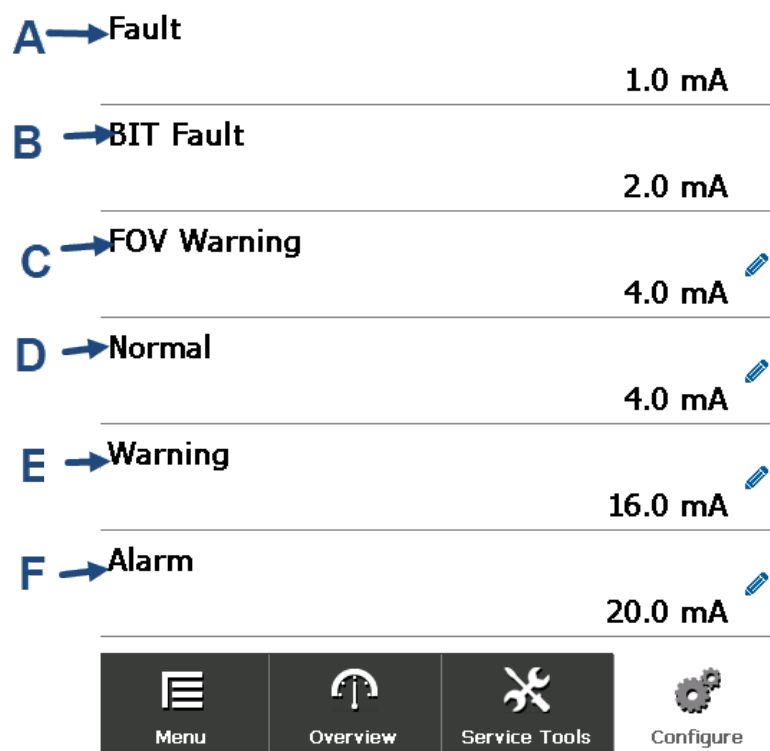 A
Fault
1.0 mA
B
BIT Fault
2.0 mA
C
FOV Warning
4.0 mA
D
Normal
4.0 mA
E
Warning
16.0 mA
F
Alarm
20.0 mA
Menu Overview Service Tools Configure